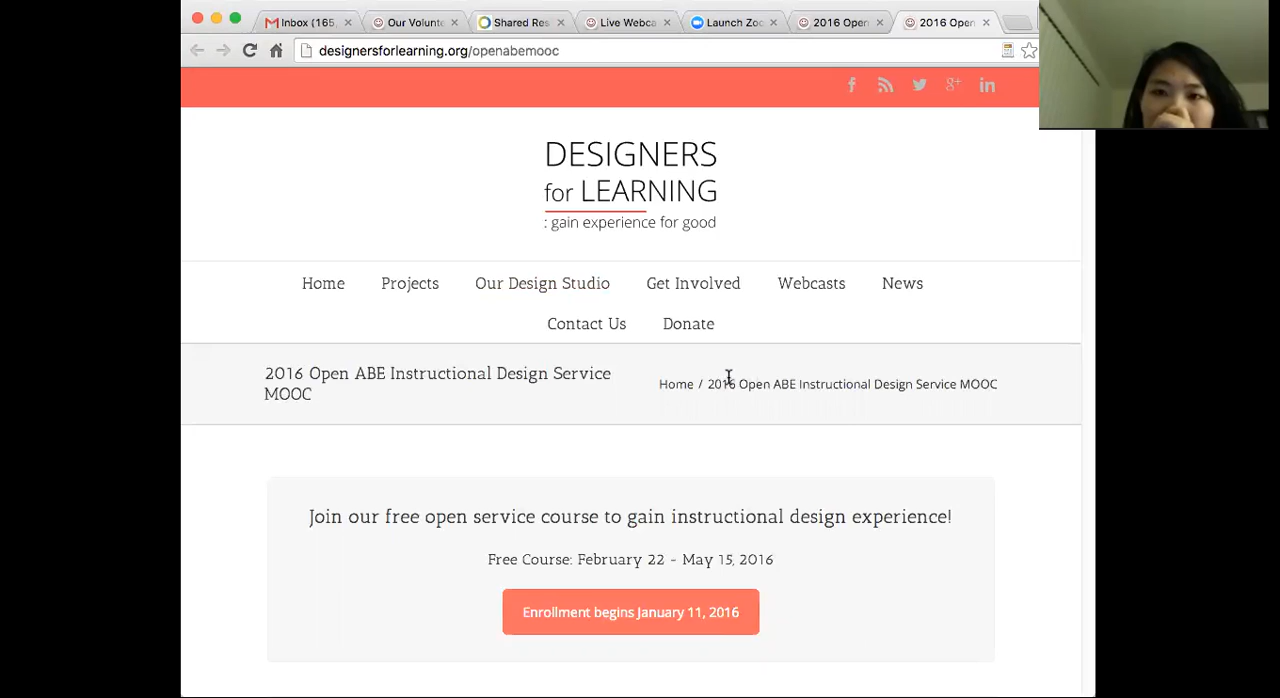 Inbox (165, Our Volunte Shared Res Live Webca Launch Zoo 2016 Open 2016 Open
designersforlearning.org/openabemooc
DESIGNERS
for LEARNING
: gain experience for good
Home Projects Our Design Studio Get Involved Webcasts News
Contact Us Donate
2016 Open ABE Instructional Design Service
MOOC
Home / 2016 Open ABE Instructional Design Service MOOC
Join our free open service course to gain instructional design experience!
Free Course: February 22 - May 15, 2016
Enrollment begins January 11, 2016